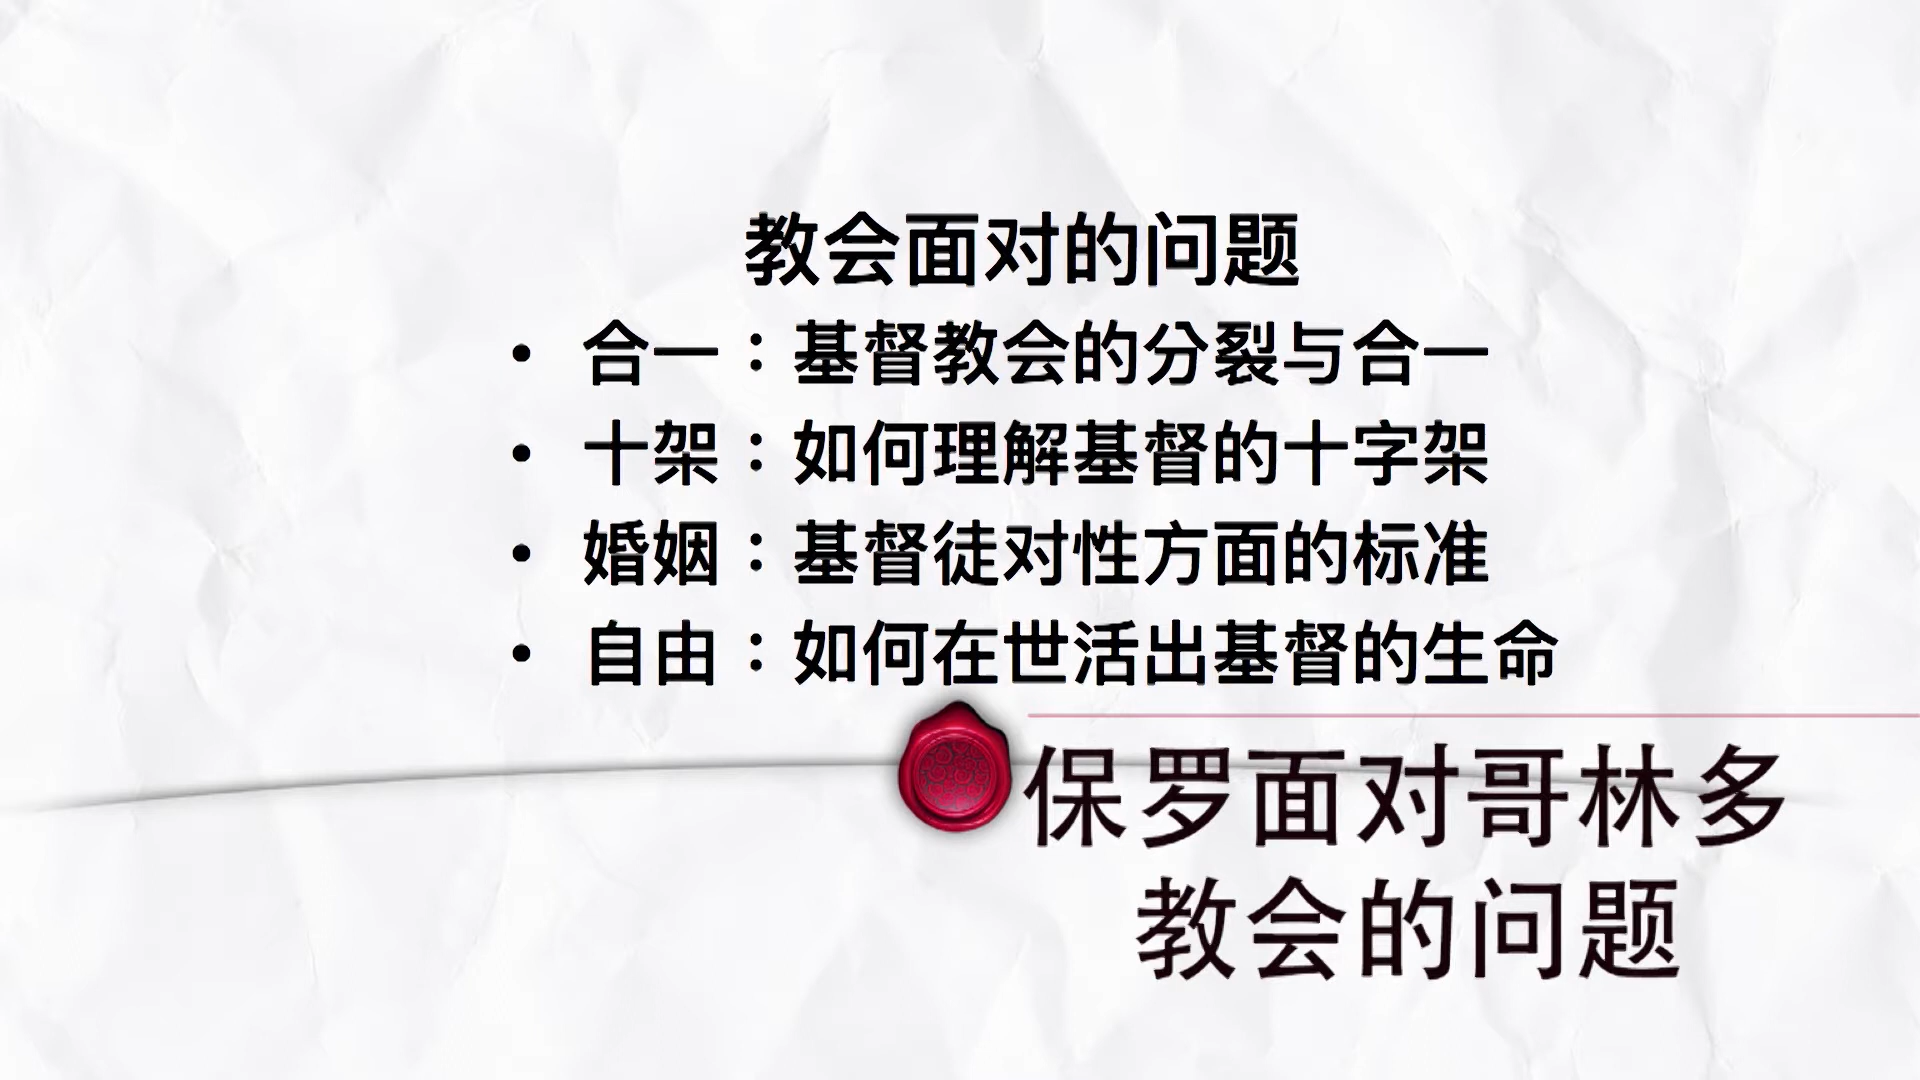 教会面对的问题
• 合一：基督教会的分裂与合一
• 十架：如何理解基督的十字架
• 婚姻：基督徒对性方面的标准
• 自由：如何在世活出基督的生命
保罗面对哥林多
教会的问题